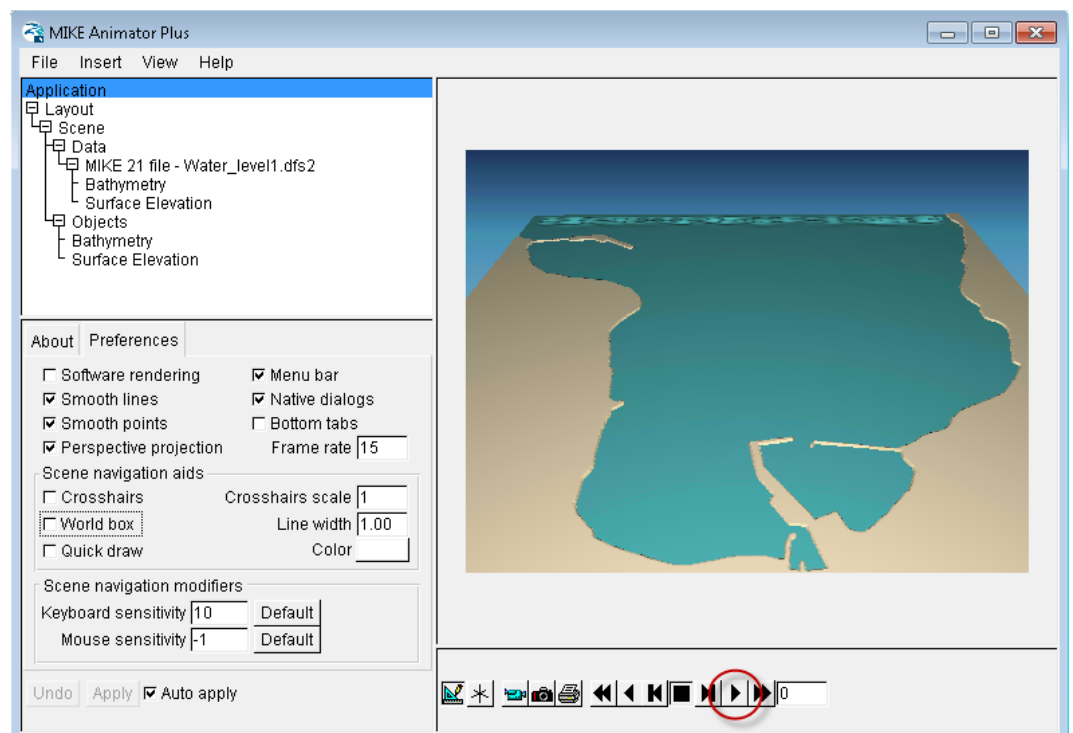 MIKE Animator Plus
File Insert View Help
Application
Layout
Scene
Data
MIKE 21 file - Water_level1.dfs2
Bathymetry
Surface Elevation
Objects
Bathymetry
Surface Elevation
About Preferences
Software rendering Menu bar
Smooth lines Native dialogs
Smooth points Bottom tabs
Perspective projection Frame rate 15
Scene navigation aids
Crosshairs Crosshairs scale 1
World box Line width 1.00
Quick draw Color
Scene navigation modifiers
Keyboard sensitivity 10 Default
Mouse sensitivity -1 Default
Undo Apply Auto apply 0